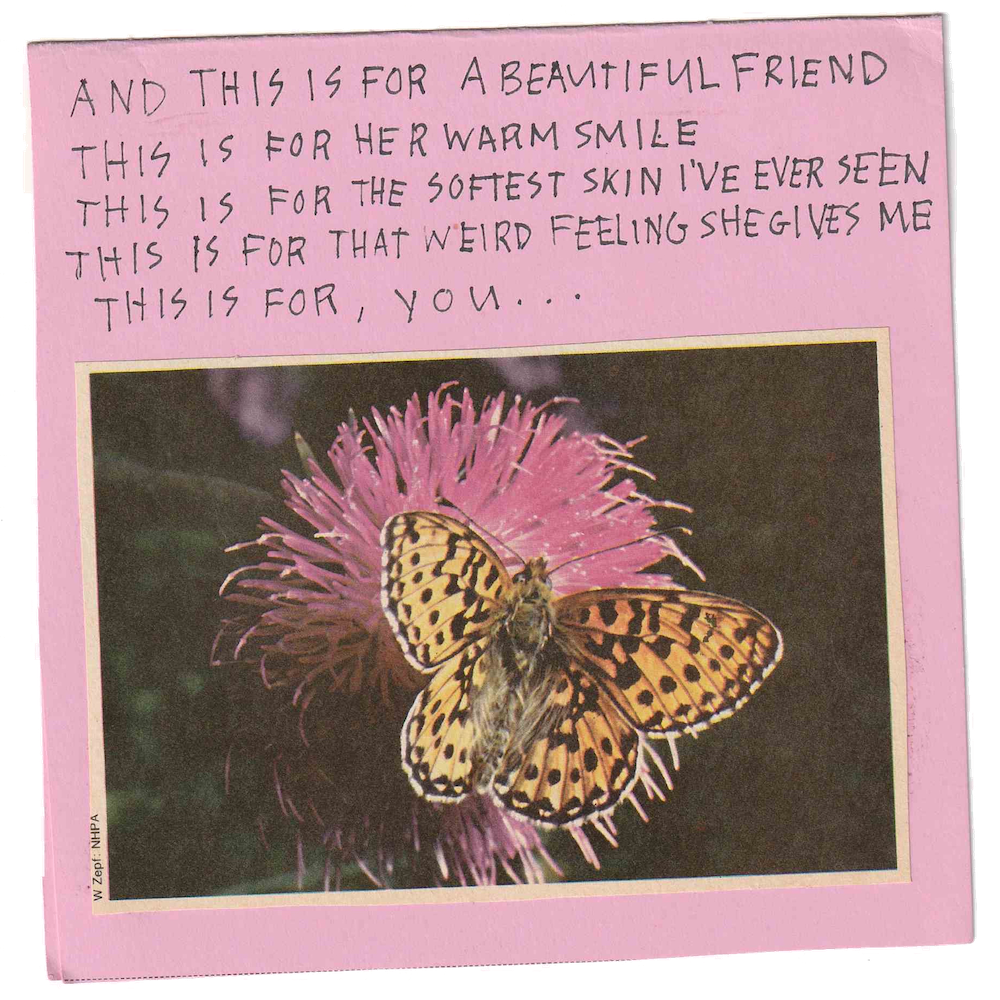 AND THIS IS FOR A BEAUTIFUL FRIEND
THIS IS FOR HER WARM SMILE
THIS IS FOR THE SOFTEST SKIN I'VE EVER SEEN
THIS IS FOR THAT WEIRD FEELING SHE GIVES ME
THIS IS FOR, YOU...
W Zepf: NHPA